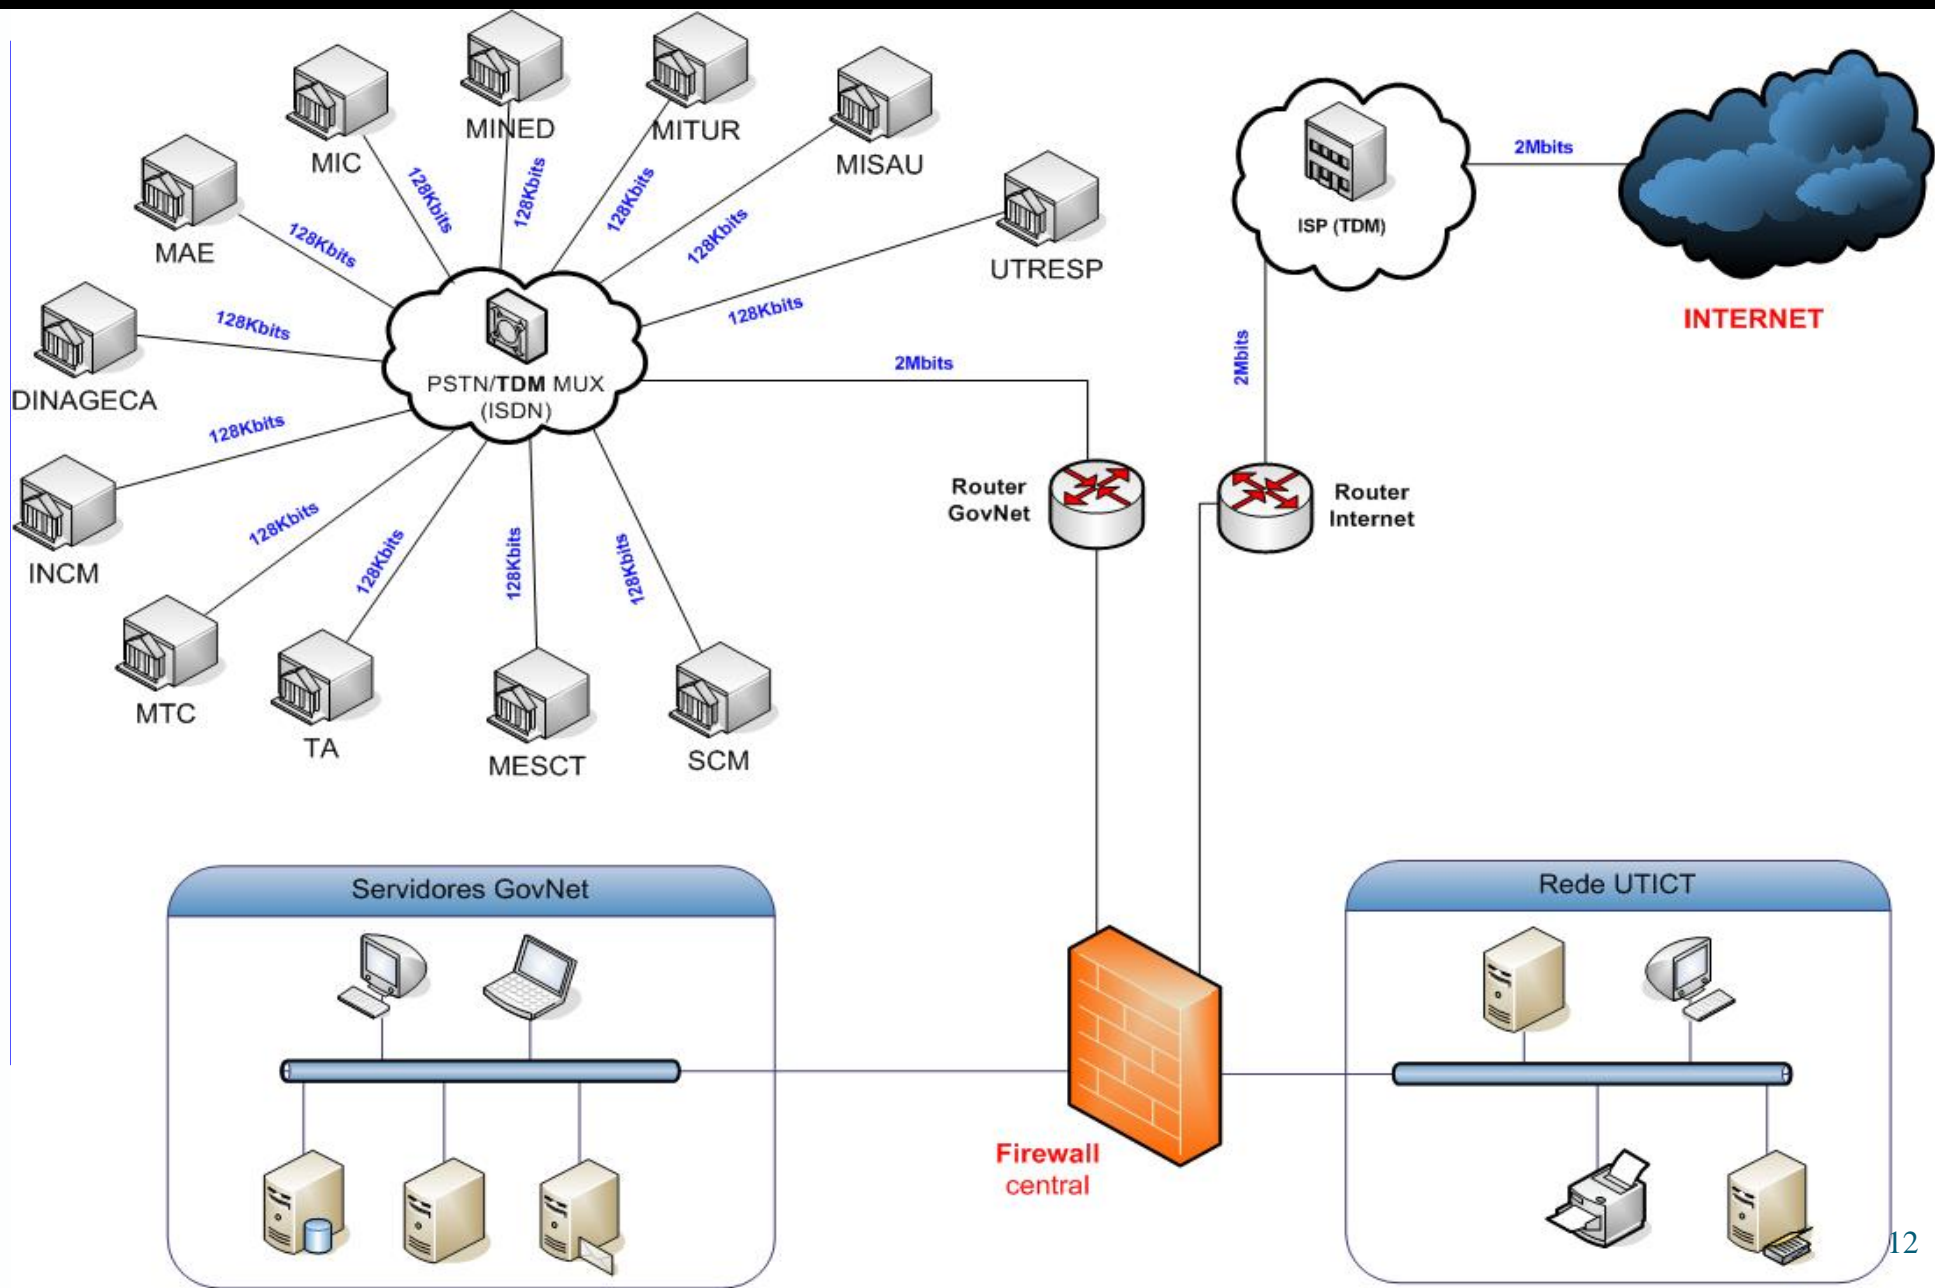 MINED
MITUR
MIC
MISAU
MAE
UTRESP
DINAGECA
INCM
MTC
TA
MESCT
SCM
128Kbits
128Kbits
128Kbits
128Kbits
128Kbits
128Kbits
128Kbits
128Kbits
128Kbits
128Kbits
128Kbits
128Kbits
PSTN/TDM MUX
(ISDN)
2Mbits
Router
GovNet
ISP (TDM)
2Mbits
INTERNET
2Mbits
Router
Internet
Servidores GovNet
Firewall
central
Rede UTICT
12